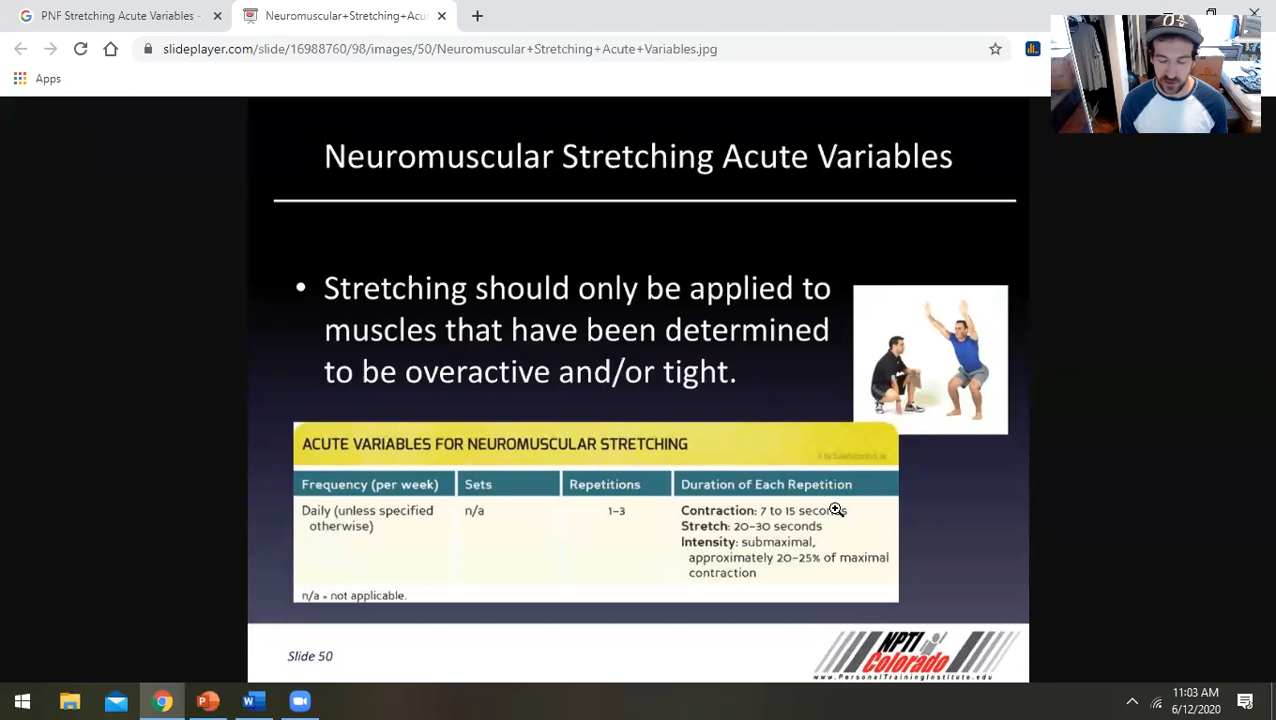 PNF Stretching Acute Variables -
Neuromuscular+Stretching+Acu
slideplayer.com/slide/16988760/98/images/50/Neuromuscular+Stretching+Acute+Variables.jpg
Apps
Neuromuscular Stretching Acute Variables
• Stretching should only be applied to
muscles that have been determined
to be overactive and/or tight.
ACUTE VARIABLES FOR NEUROMUSCULAR STRETCHING
Frequency (per week) Sets Repetitions Duration of Each Repetition
Daily (unless specified n/a 1–3 Contraction: 7 to 15 seconds
otherwise) Stretch: 20–30 seconds
Intensity: submaximal,
approximately 20–25% of maximal
contraction
n/a = not applicable.
Slide 50
NPTI
Colorado
www.PersonalTrainingInstitute.edu
11:03 AM
6/12/2020